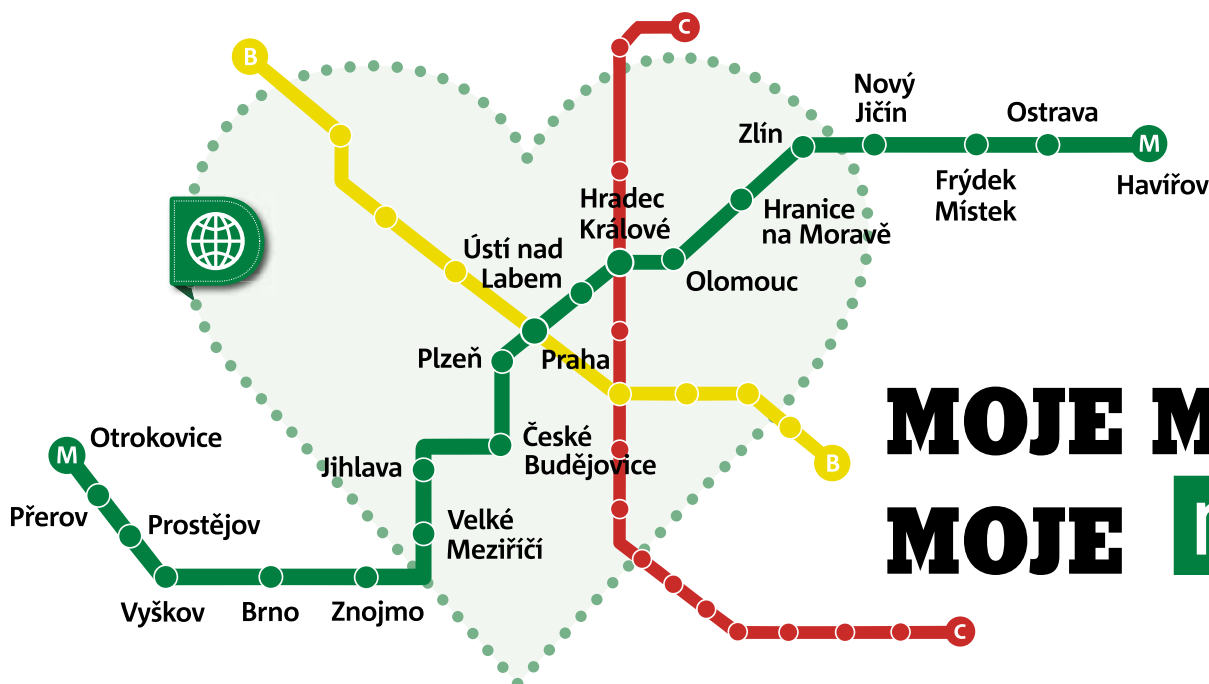 C
B
Nový
Jičín
Ostrava
Zlín
M
Havířov
Frýdek
Místek
Hradec
Králové
Hranice
na Moravě
Ústí nad
Labem
Olomouc
Plzeň
Praha
MOJE M
Otrokovice
M
České
Budějovice
B
Jihlava
Přerov
Prostějov
Velké
Meziříčí
MOJE
Vyškov
Brno
Znojmo
C